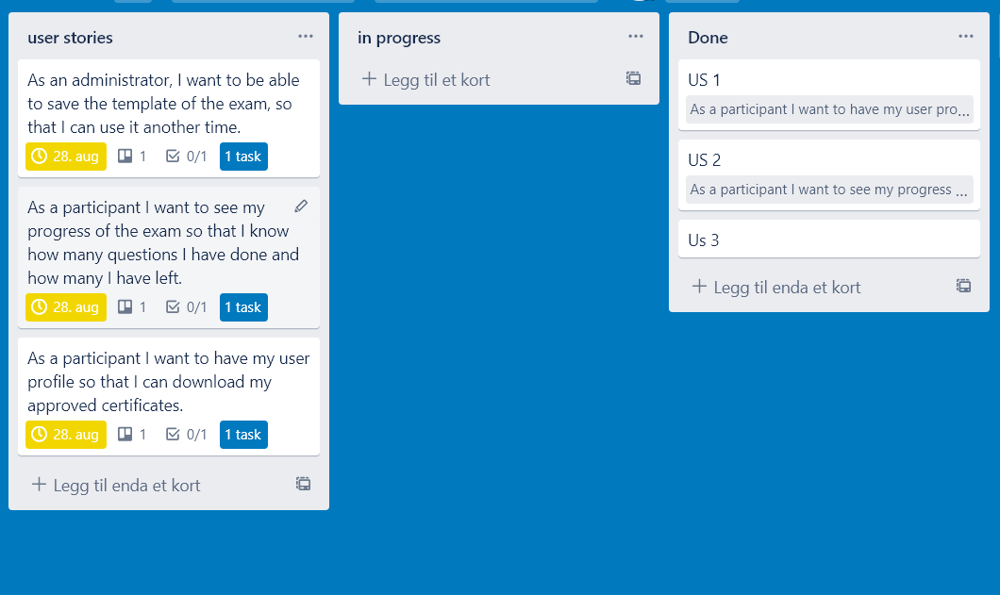 user stories
As an administrator, I want to be able
to save the template of the exam, so
that I can use it another time.
28. aug 1 0/1 1 task
As a participant I want to see my
progress of the exam so that I know
how many questions I have done and
how many I have left.
28. aug 1 0/1 1 task
As a participant I want to have my user
profile so that I can download my
approved certificates.
28. aug 1 0/1 1 task
+ Legg til enda et kort
in progress
+ Legg til et kort
Done
US 1
As a participant I want to have my user pro...
US 2
As a participant I want to see my progress ...
Us 3
+ Legg til enda et kort